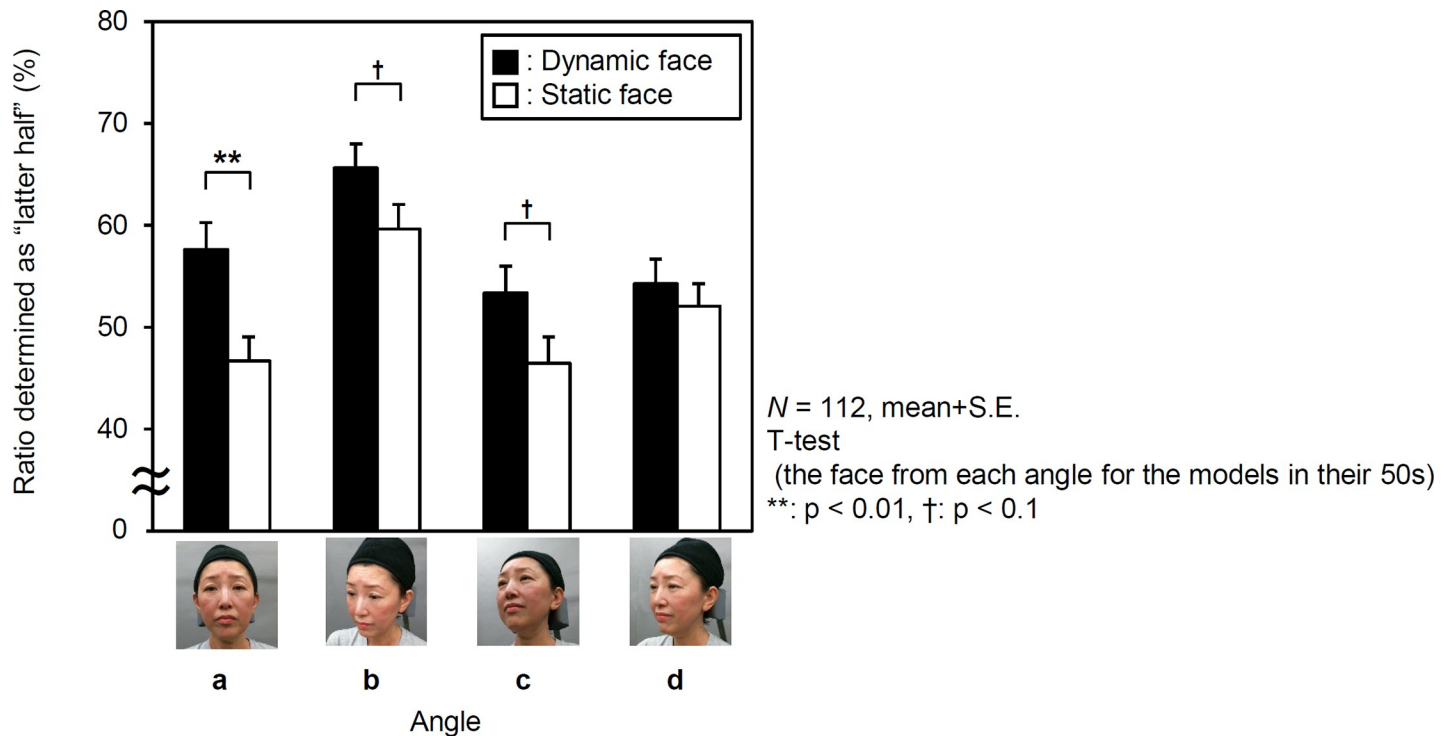 Ratio determined as “latter half” (%)
80
70
60
50
40
0
: Dynamic face
: Static face
**
†
†
a
b
c
d
Angle
N = 112, mean+S.E.
T-test
(the face from each angle for the models in their 50s)
**: p < 0.01, †: p < 0.1